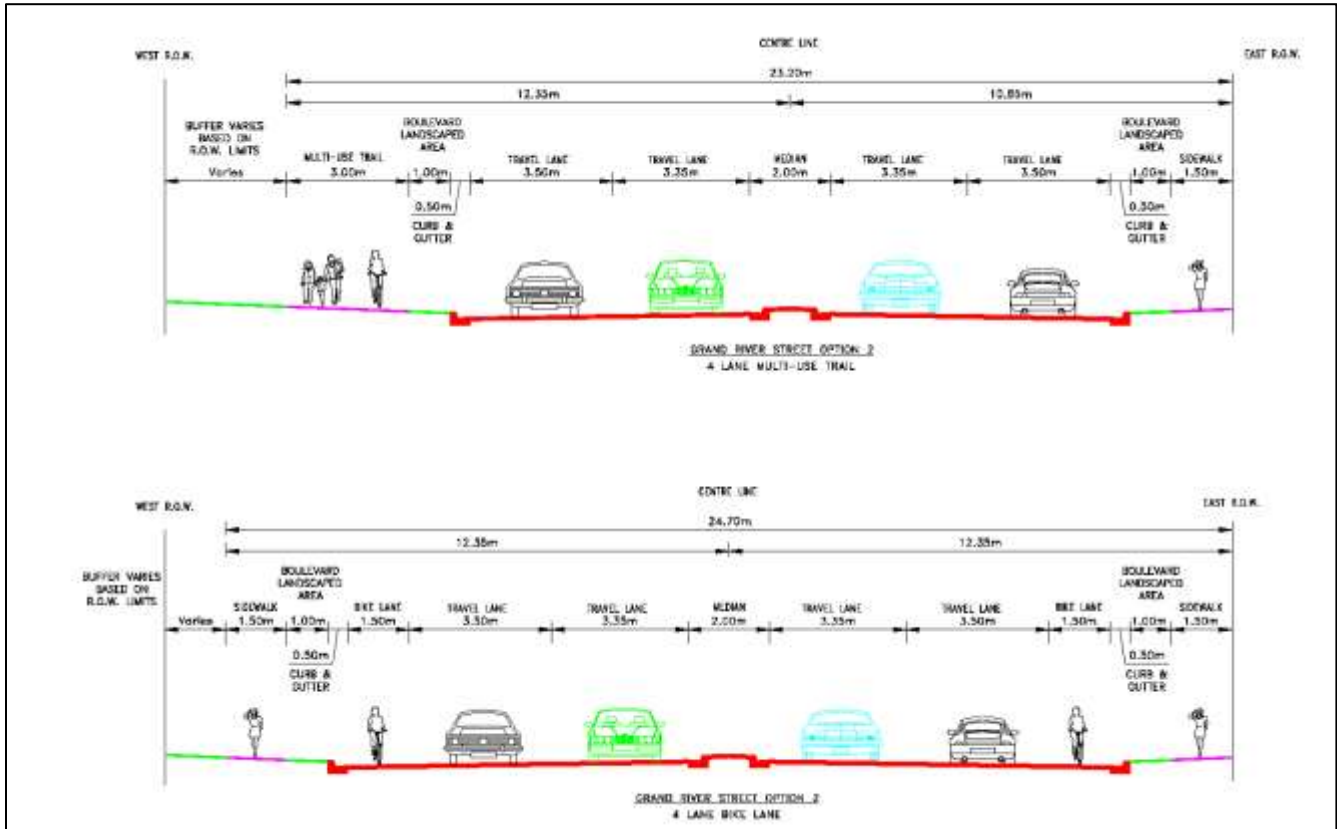 CENTRE LINE
WEST R.O.W.
EAST R.O.W.
23.20m
12.35m
10.85m
BUFFER VARIES
BASED ON
R.O.W. LIMITS
Varies
MULTI-USE TRAIL
3.00m
BOULEVARD
LANDSCAPED
AREA
1.00m
0.50m
CURB &
GUTTER
TRAVEL LANE
3.50m
TRAVEL LANE
3.35m
MEDIAN
2.00m
TRAVEL LANE
3.35m
TRAVEL LANE
3.50m
BOULEVARD
LANDSCAPED
AREA
1.00m
0.50m
CURB &
GUTTER
SIDEWALK
1.50m
GRAND RIVER STREET OPTION 2
4 LANE MULTI-USE TRAIL
CENTRE LINE
WEST R.O.W.
EAST R.O.W.
24.70m
12.35m
12.35m
BUFFER VARIES
BASED ON
R.O.W. LIMITS
Varies
SIDEWALK
1.50m
BOULEVARD
LANDSCAPED
AREA
1.00m
0.50m
CURB &
GUTTER
BIKE LANE
1.50m
TRAVEL LANE
3.50m
TRAVEL LANE
3.35m
MEDIAN
2.00m
TRAVEL LANE
3.35m
TRAVEL LANE
3.50m
BIKE LANE
1.50m
BOULEVARD
LANDSCAPED
AREA
1.00m
0.50m
CURB &
GUTTER
SIDEWALK
1.50m
GRAND RIVER STREET OPTION 2
4 LANE BIKE LANE